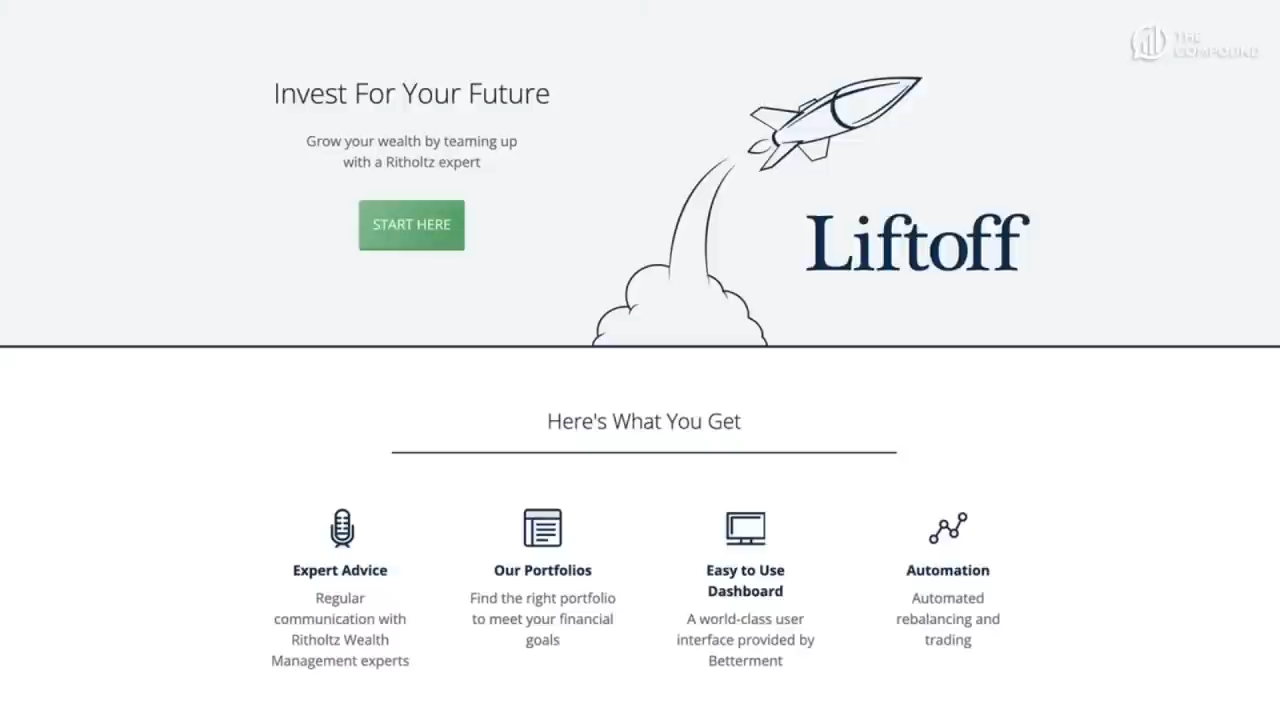 THE
COMPOUND
Invest For Your Future
Grow your wealth by teaming up
with a Ritholtz expert
START HERE
Liftoff
Here's What You Get
Expert Advice
Regular
communication with
Ritholtz Wealth
Management experts
Our Portfolios
Find the right portfolio
to meet your financial
goals
Easy to Use
Dashboard
A world-class user
interface provided by
Betterment
Automation
Automated
rebalancing and
trading